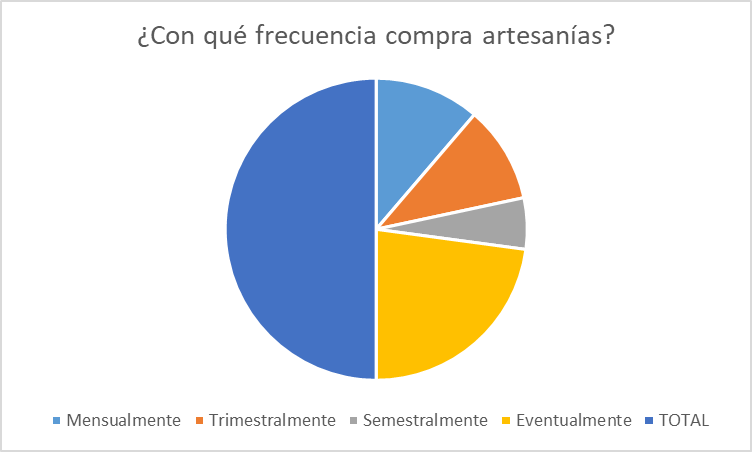 ¿Con qué frecuencia compra artesanías?
Mensualmente Trimestralmente Semestralmente Eventualmente TOTAL